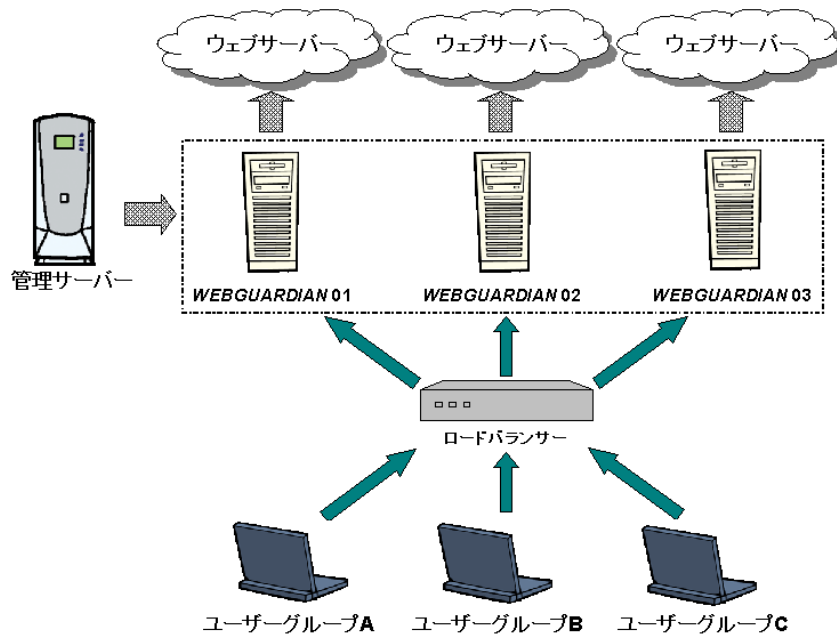 ウェブサーバー
ウェブサーバー
ウェブサーバー
管理サーバー
WEBGUARDIAN 01
WEBGUARDIAN 02
WEBGUARDIAN 03
ロードバランサー
ユーザーグループA
ユーザーグループB
ユーザーグループC